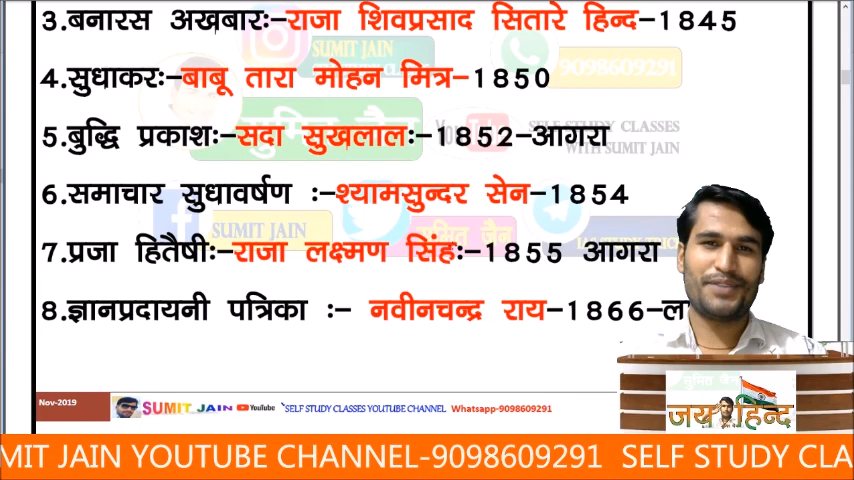 3.बनारस अखबारः-राजा शिवप्रसाद सितारे हिन्द-1845
SUMIT JAIN
9098609291
4.सुधाकरः-बाबू तारा मोहन मित्र-1850
सुमित जैन
SELF STUDY CLASSES
WITH SUMIT JAIN
5.बुद्धि प्रकाशः-सदा सुखलालः-1852-आगरा
6.समाचार सुधावर्षण ः-श्यामसुन्दर सेन-1854
SUMIT JAIN
सुमित जैन
7.प्रजा हितैषीः-राजा लक्ष्मण सिंहः-1855 आगरा
8.ज्ञानप्रदायनी पत्रिका ः- नवीनचन्द्र राय-1866-ल
सुमित जैन
जय हिन्द
Nov-2019
SUMIT JAIN YouTube SELF STUDY CLASSES YOUTUBE CHANNEL Whatsapp-9098609291
MIT JAIN YOUTUBE CHANNEL-9098609291 SELF STUDY CLA